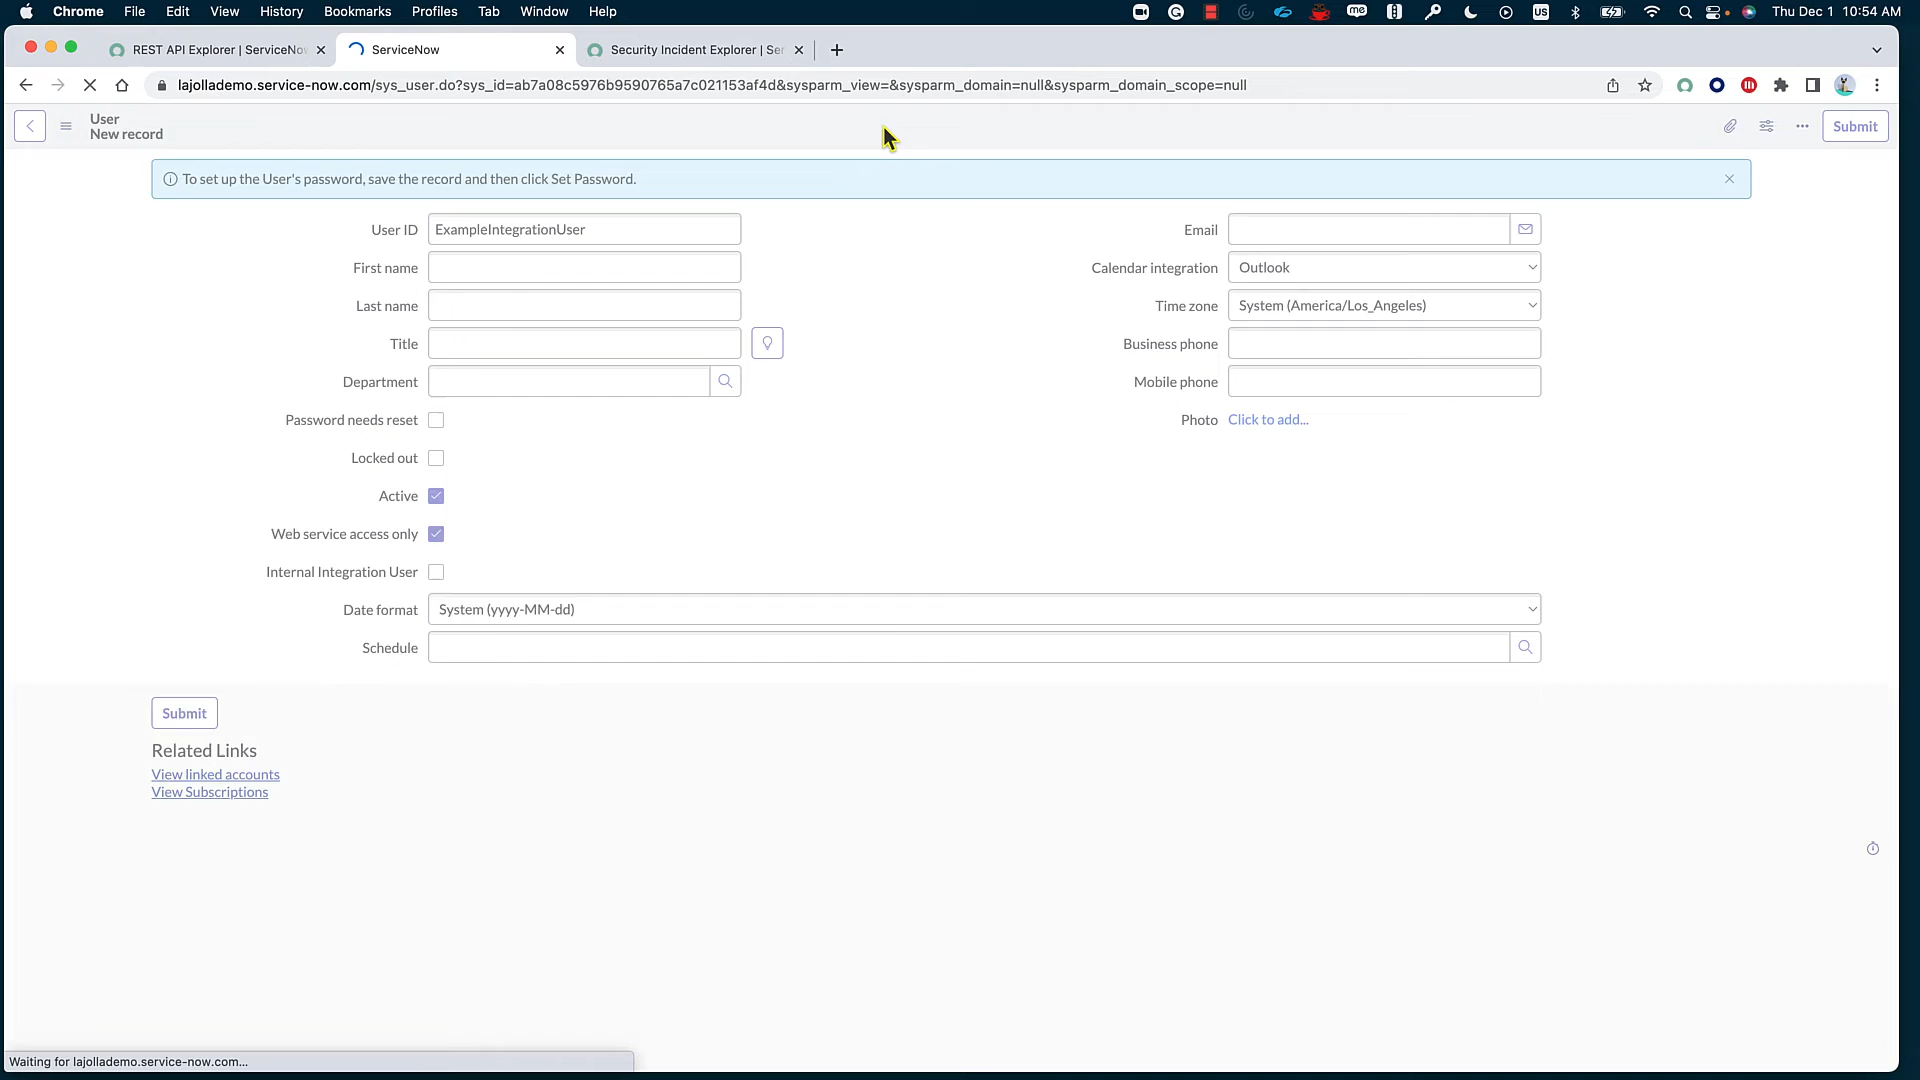 Chrome File Edit View History Bookmarks Profiles Tab Window Help
me US Thu Dec 1 10:54 AM
REST API Explorer | ServiceNo
ServiceNow
Security Incident Explorer | Ser
lajollademo.service-now.com/sys_user.do?sys_id=ab7a08c5976b9590765a7c021153af4d&sysparm_view=&sysparm_domain=null&sysparm_domain_scope=null
User
New record
Submit
To set up the User's password, save the record and then click Set Password.
User ID ExampleIntegrationUser
Email
First name
Calendar integration Outlook
Last name
Time zone System (America/Los_Angeles)
Title
Business phone
Department
Mobile phone
Password needs reset
Photo Click to add...
Locked out
Active
Web service access only
Internal Integration User
Date format System (yyyy-MM-dd)
Schedule
Submit
Related Links
View linked accounts
View Subscriptions
Waiting for lajollademo.service-now.com...